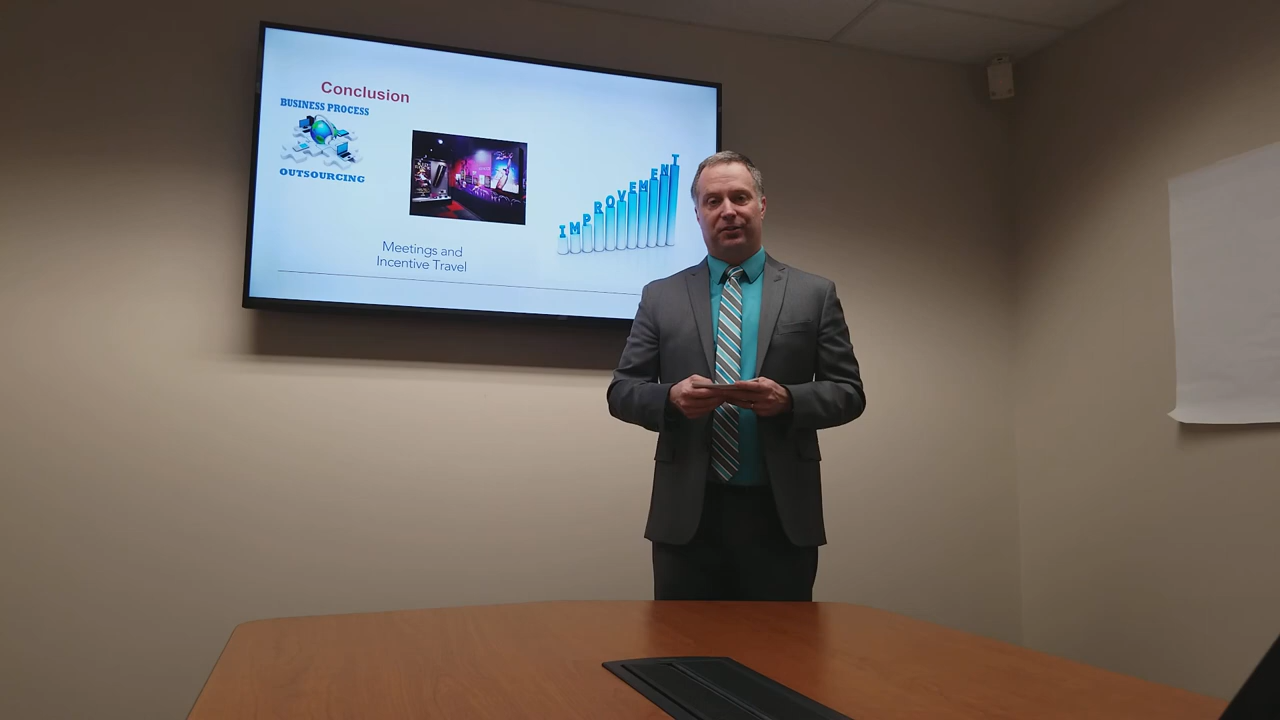 Conclusion
BUSINESS PROCESS
OUTSOURCING
IMPROVEMENT
Meetings and
Incentive Travel